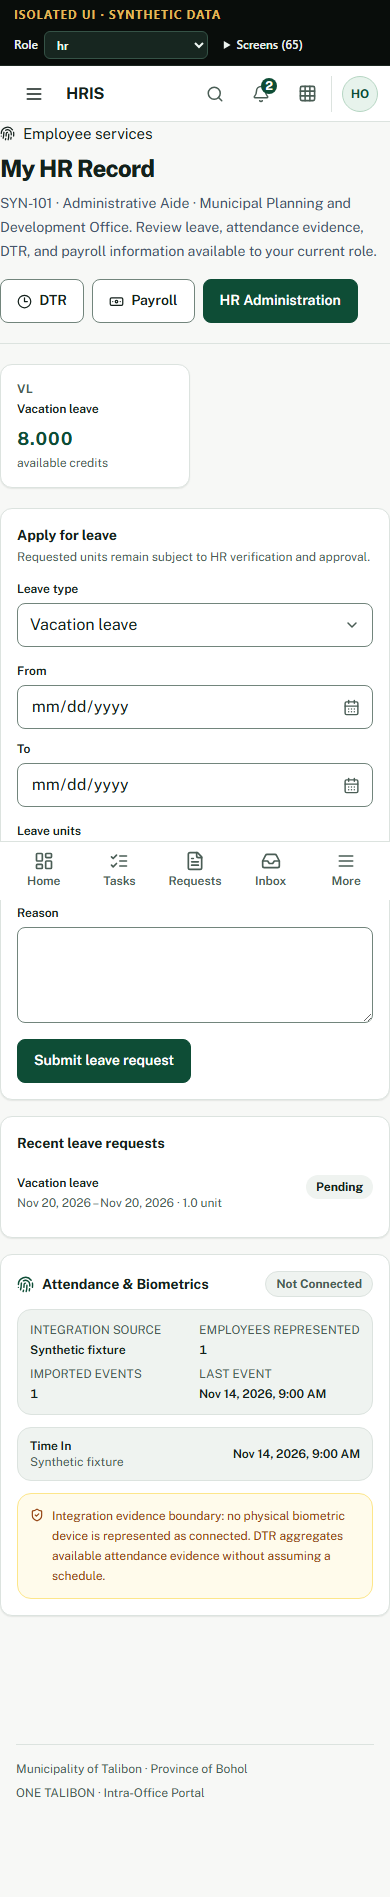 ISOLATED UI · SYNTHETIC DATA
Role hr Screens (65)
HRIS 2 HO
Employee services
My HR Record
SYN-101 · Administrative Aide · Municipal Planning and
Development Office. Review leave, attendance evidence,
DTR, and payroll information available to your current role.
DTR Payroll HR Administration
VL
Vacation leave
8.000
available credits
Apply for leave
Requested units remain subject to HR verification and approval.
Leave type
Vacation leave
From
mm/dd/yyyy
To
mm/dd/yyyy
Leave units
Home Tasks Requests Inbox More
Reason
Submit leave request
Recent leave requests
Vacation leave Pending
Nov 20, 2026 – Nov 20, 2026 · 1.0 unit
Attendance & Biometrics Not Connected
INTEGRATION SOURCE EMPLOYEES REPRESENTED
Synthetic fixture 1
IMPORTED EVENTS LAST EVENT
1 Nov 14, 2026, 9:00 AM
Time In Nov 14, 2026, 9:00 AM
Synthetic fixture
Integration evidence boundary: no physical biometric
device is represented as connected. DTR aggregates
available attendance evidence without assuming a
schedule.
Municipality of Talibon · Province of Bohol
ONE TALIBON · Intra-Office Portal